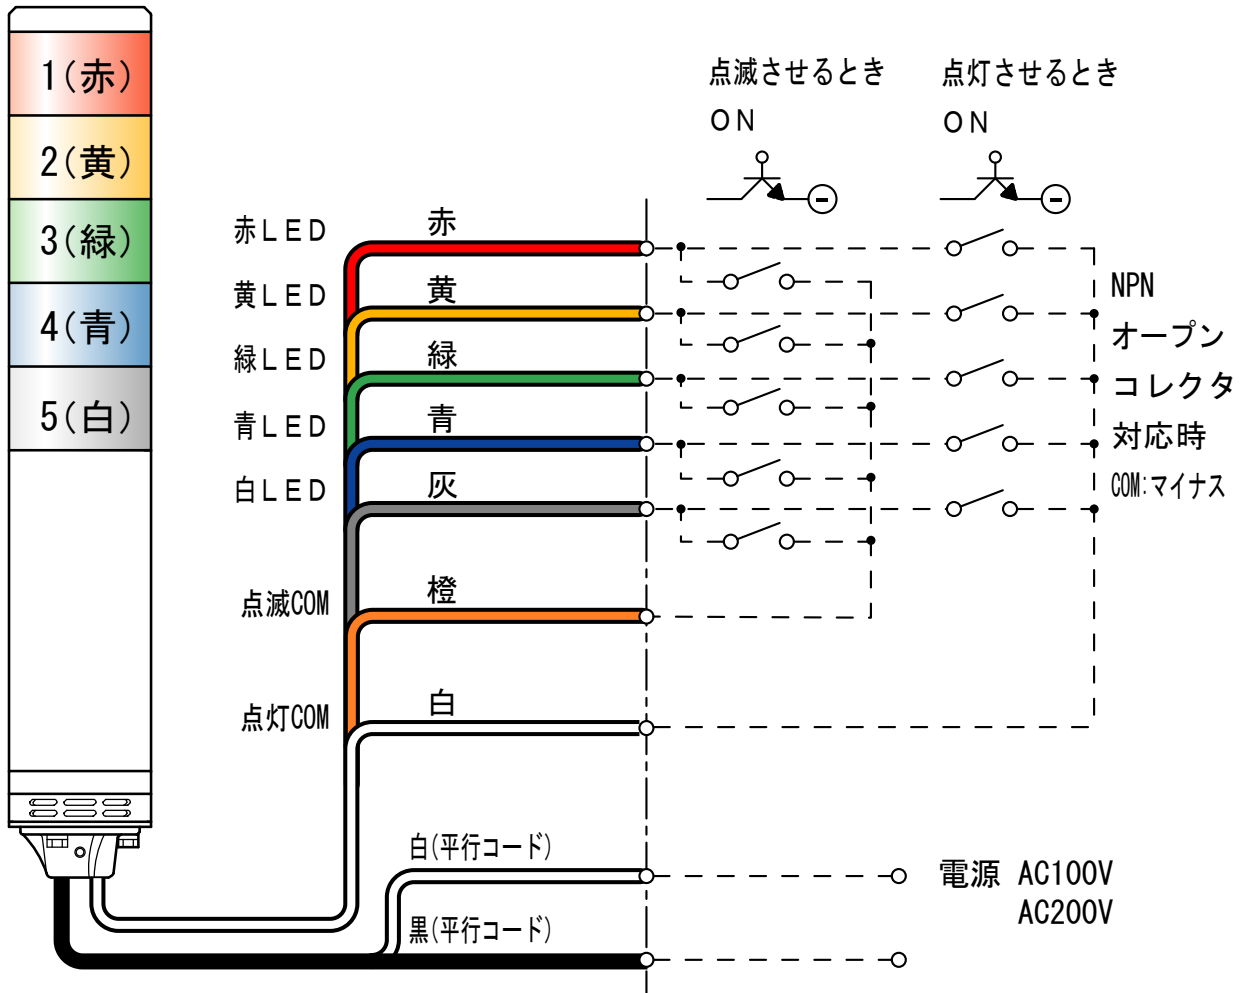 1(赤)
2(黄)
3(緑)
4(青)
5(白)
点滅させるとき
ON
点灯させるとき
ON
赤LED
赤
黄LED
黄
緑LED
緑
青LED
青
白LED
灰
点滅COM
橙
点灯COM
白
NPN
オープン
コレクタ
対応時
COM:マイナス
白(平行コード)
黒(平行コード)
電源 AC100V
AC200V